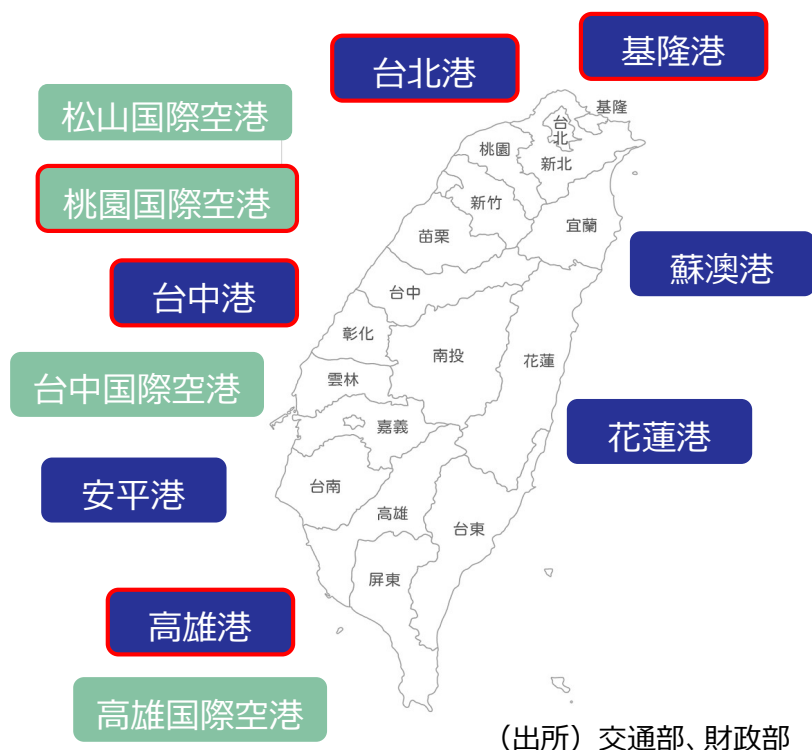 基隆港
台北港
松山国際空港
桃園国際空港
台中港
台中国際空港
安平港
高雄港
高雄国際空港
蘇澳港
花蓮港
基隆
台北
桃園
新北
新竹
宜蘭
苗栗
台中
彰化
南投
花蓮
雲林
嘉義
台南
高雄
台東
屏東
（出所）交通部、財政部